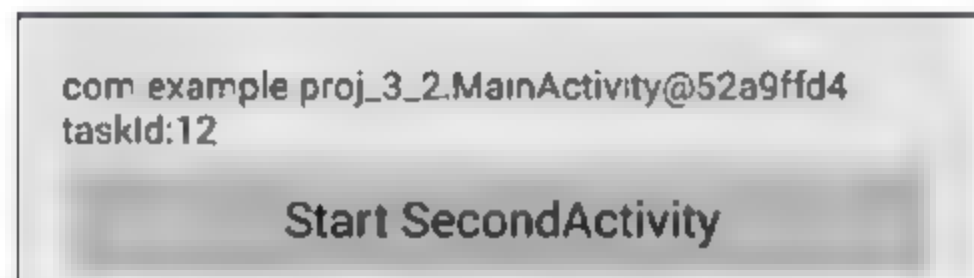 com example proj_3_2.MainActivity@52a9ffd4
taskId:12
Start SecondActivity